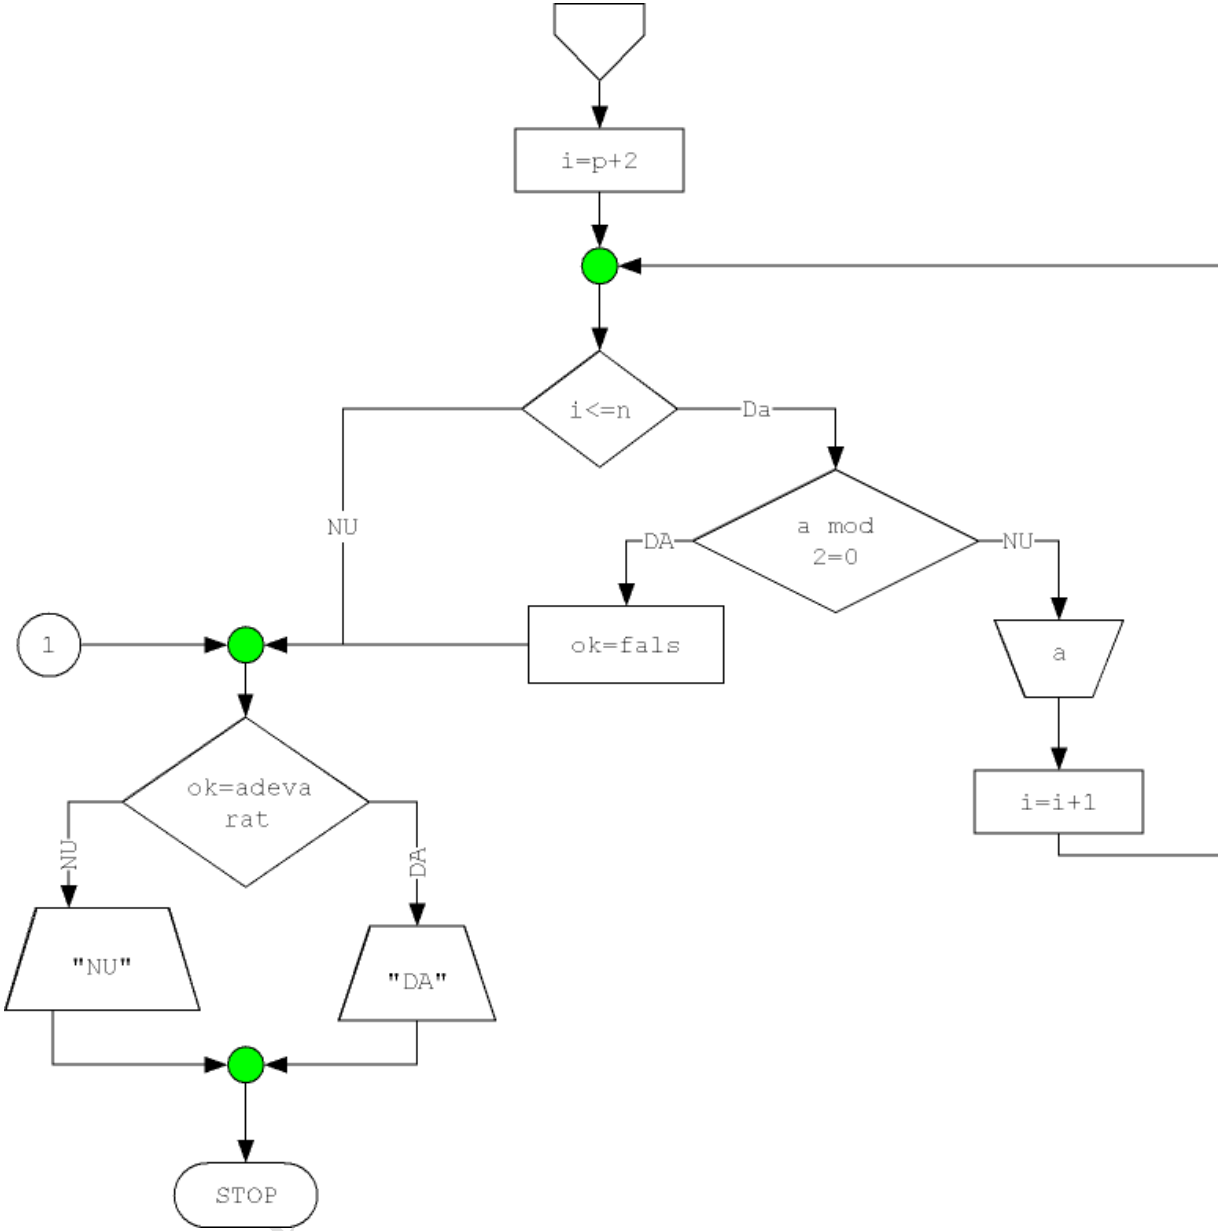 i=p+2
i<=n
Da
NU
a mod
2=0
DA
NU
1
ok=fals
a
ok=adeva
rat
i=i+1
NU
DA
"NU"
"DA"
STOP